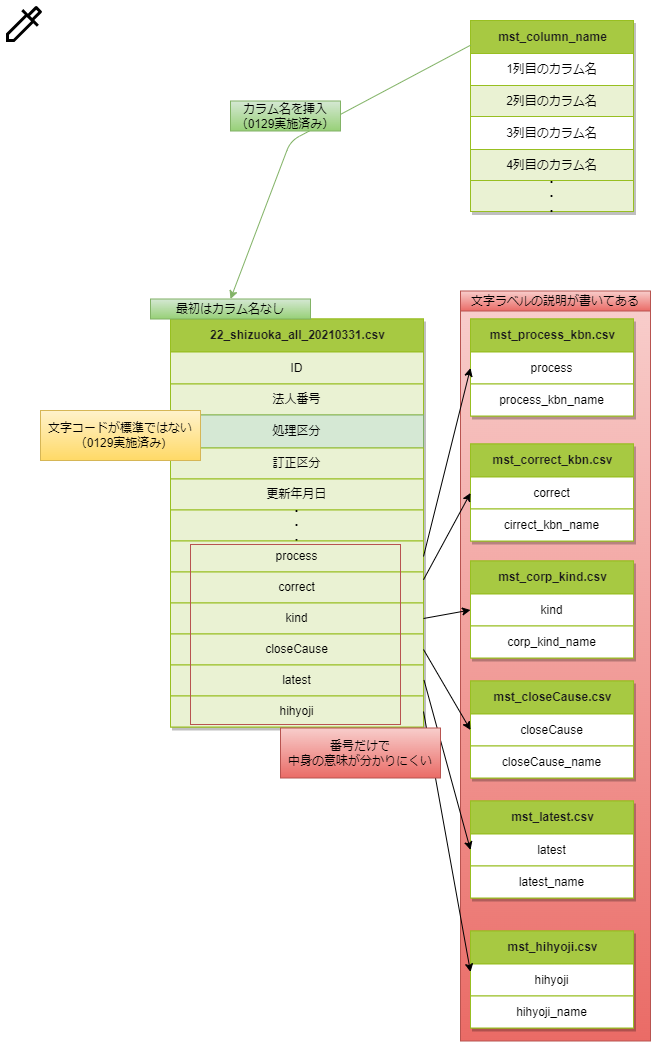 mst_column_name
1列目のカラム名
2列目のカラム名
3列目のカラム名
4列目のカラム名
・
・
・
カラム名を挿入
（0129実施済み）
最初はカラム名なし
22_shizuoka_all_20210331.csv
ID
法人番号
処理区分
訂正区分
更新年月日
・
・
・
process
correct
kind
closeCause
latest
hihyoji
文字コードが標準ではない
（0129実施済み）
番号だけで
中身の意味が分かりにくい
文字ラベルの説明が書いてある
mst_process_kbn.csv
process
process_kbn_name
mst_correct_kbn.csv
correct
cirrect_kbn_name
mst_corp_kind.csv
kind
corp_kind_name
mst_closeCause.csv
closeCause
closeCause_name
mst_latest.csv
latest
latest_name
mst_hihyoji.csv
hihyoji
hihyoji_name